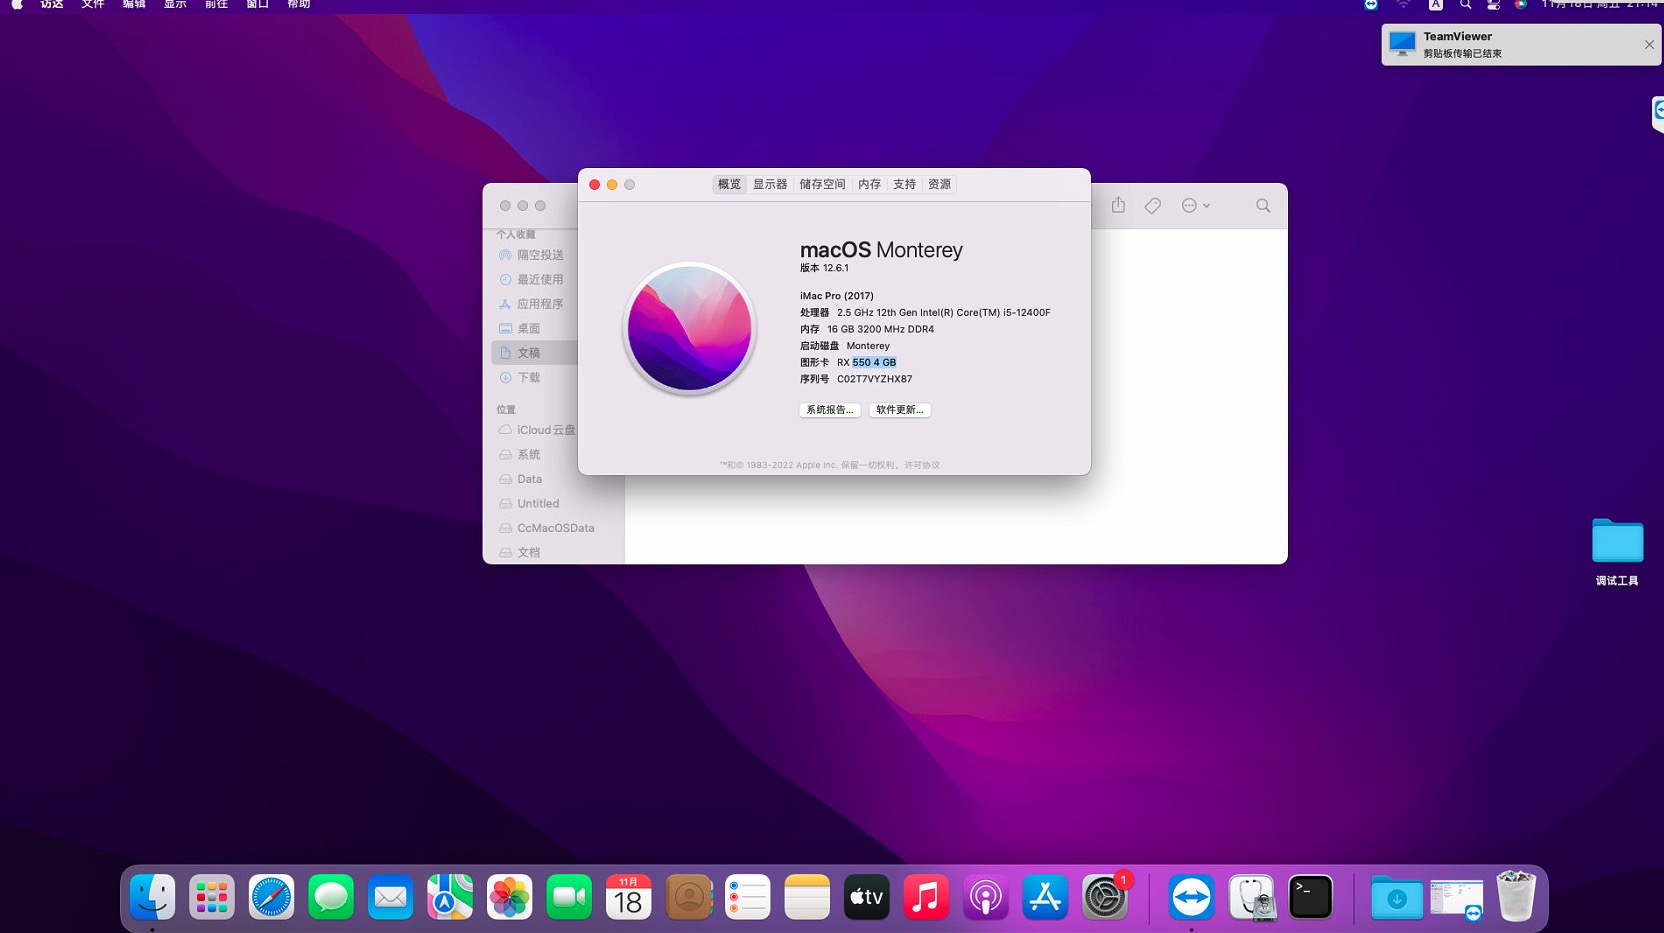 访达 文件 编辑 显示 前往 窗口 帮助
A
11月18日 周五 21:14
TeamViewer
剪贴板传输已结束
概览 显示器 储存空间 内存 支持 资源
个人收藏
隔空投送
最近使用
应用程序
桌面
文稿
下载
位置
iCloud云盘
系统
Data
Untitled
CcMacOSData
文档
macOS Monterey
版本 12.6.1
iMac Pro (2017)
处理器 2.5 GHz 12th Gen Intel(R) Core(TM) i5-12400F
内存 16 GB 3200 MHz DDR4
启动磁盘 Monterey
图形卡 RX 550 4 GB
序列号 C02T7VYZHX87
系统报告... 软件更新...
™和© 1983-2022 Apple Inc. 保留一切权利。许可协议
调试工具
11月
18
tv
1
>_